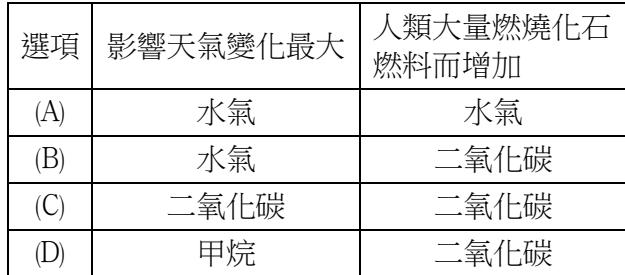 選項 影響天氣變化最大 人類大量燃燒化石
燃料而增加
(A) 水氣 水氣
(B) 水氣 二氧化碳
(C) 二氧化碳 二氧化碳
(D) 甲烷 二氧化碳